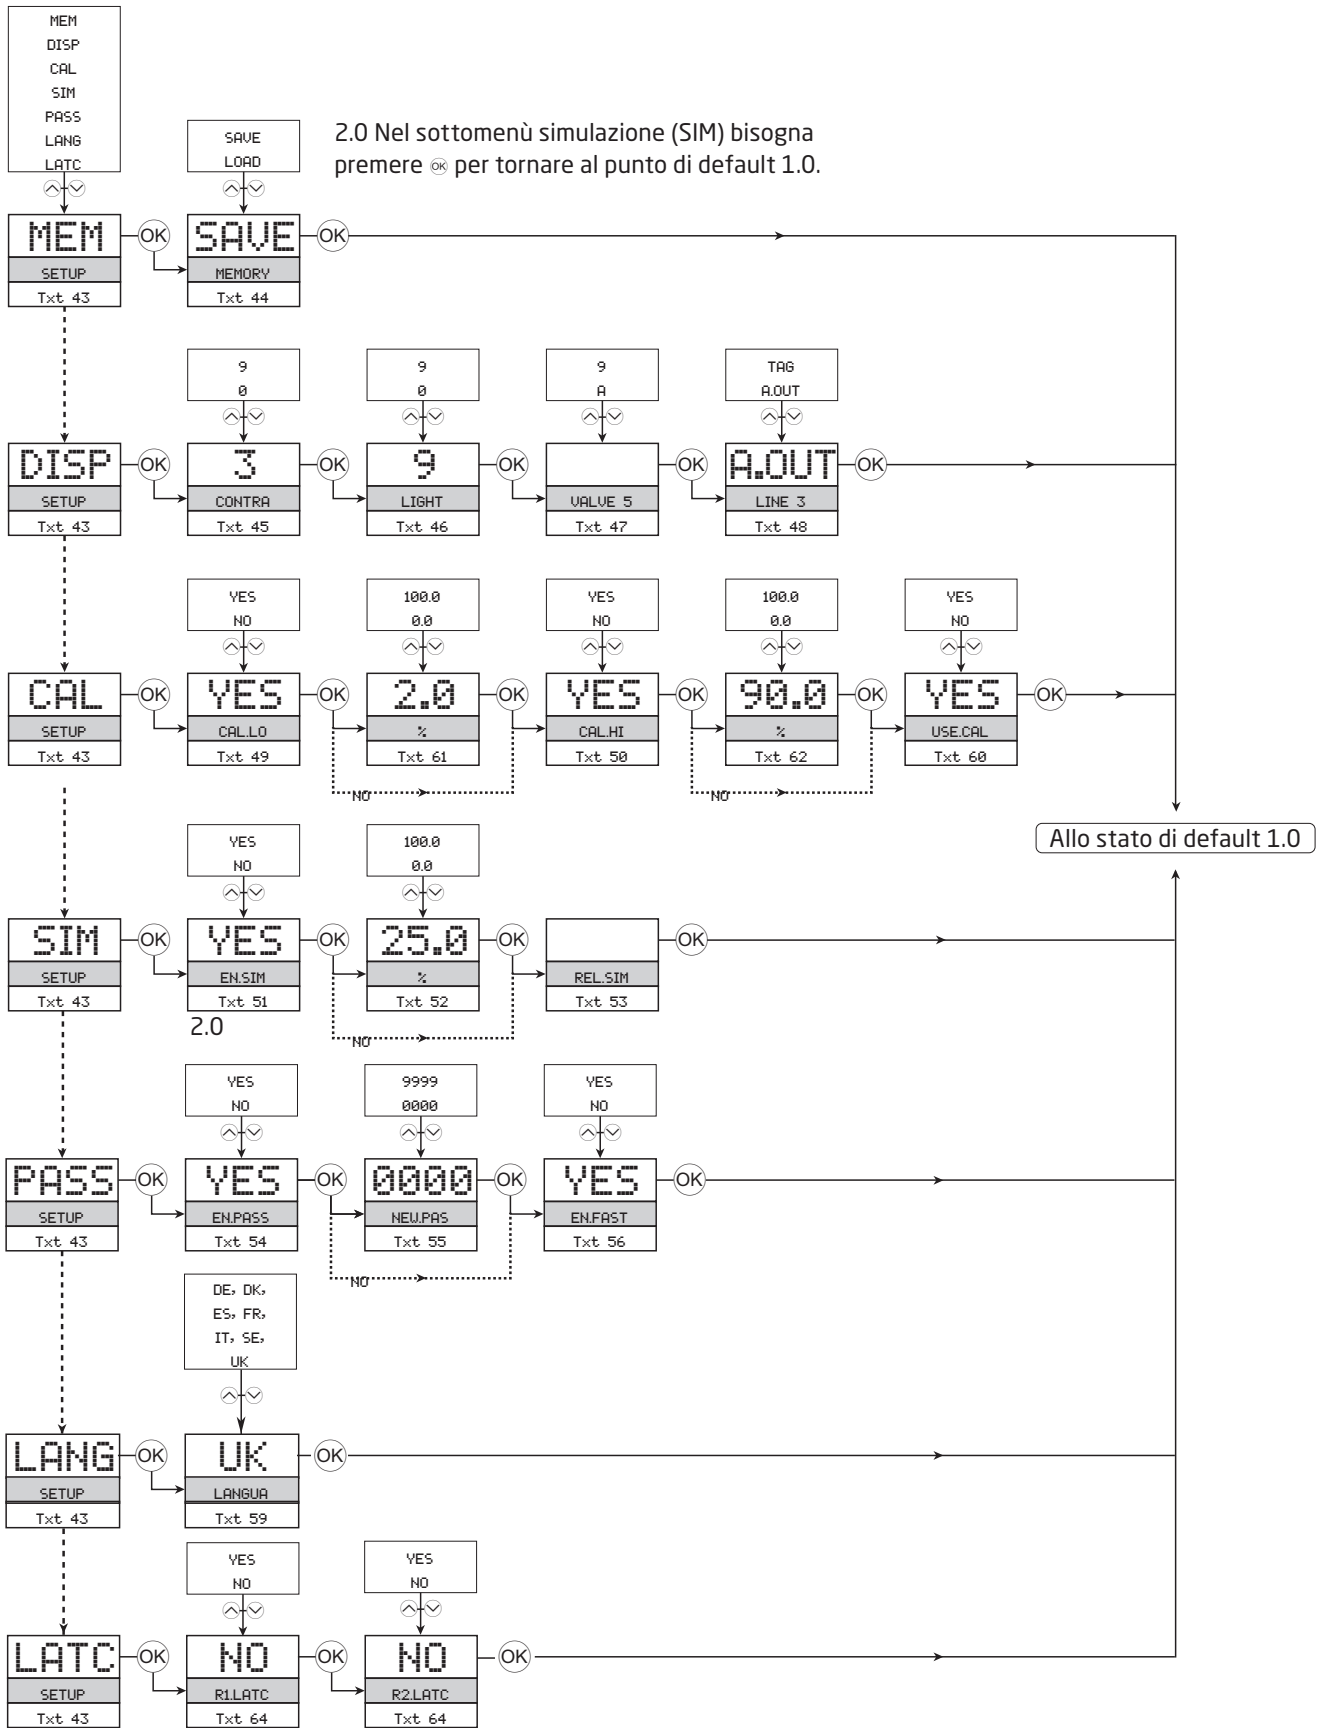 MEM
DISP
CAL
SIM
PASS
LANG
LATC
SAVE
LOAD
2.0 Nel sottomenù simulazione (SIM) bisogna
premere OK per tornare al punto di default 1.0.
MEM OK SAVE OK
SETUP MEMORY
Txt 43 Txt 44
9 9 9 TAG
0 0 A A.OUT
DISP OK 3 OK 9 OK OK A.OUT OK
SETUP CONTRA LIGHT VALVE 5 LINE 3
Txt 43 Txt 45 Txt 46 Txt 47 Txt 48
YES 100.0 YES 100.0 YES
NO 0.0 NO 0.0 NO
CAL OK YES OK 2.0 OK YES OK 90.0 OK YES OK
SETUP CAL.LO % CAL.HI % USE.CAL
Txt 43 Txt 49 Txt 61 Txt 50 Txt 62 Txt 60
NO NO
Allo stato di default 1.0
YES 100.0
NO 0.0
SIM OK YES OK 25.0 OK OK
SETUP EN.SIM % REL.SIM
Txt 43 Txt 51 Txt 52 Txt 53
2.0
NO
YES 9999 YES
NO 0000 NO
PASS OK YES OK 0000 OK YES OK
SETUP EN.PASS NEW.PAS EN.FAST
Txt 43 Txt 54 Txt 55 Txt 56
NO
DE, DK,
ES, FR,
IT, SE,
UK
LANG OK UK OK
SETUP LANGUA
Txt 43 Txt 59
YES YES
NO NO
LATC OK NO OK NO OK
SETUP R1.LATC R2.LATC
Txt 43 Txt 64 Txt 64